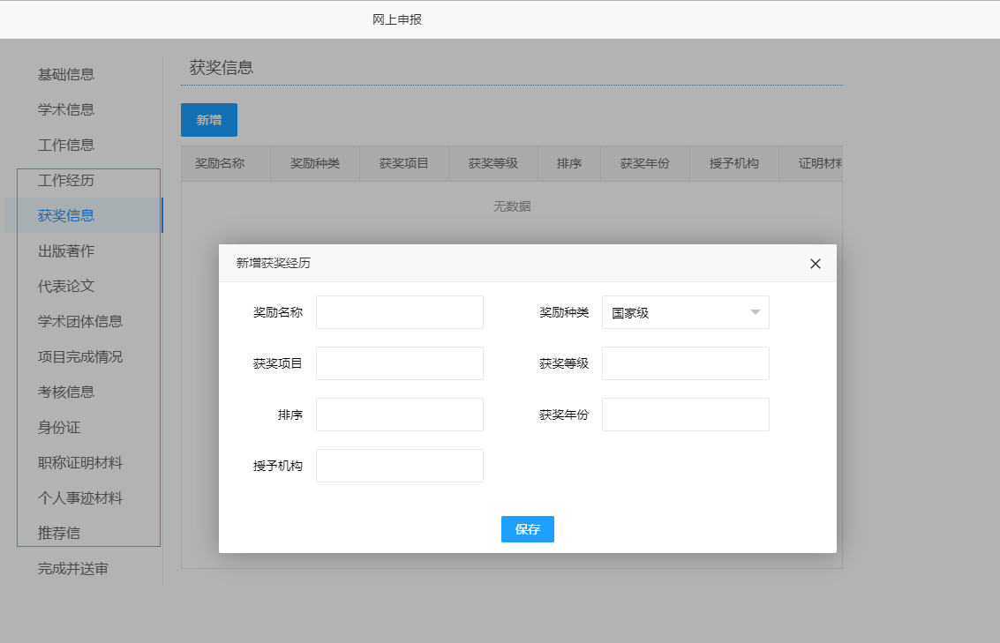 网上申报
基础信息
学术信息
工作信息
工作经历
获奖信息
出版著作
代表论文
学术团体信息
项目完成情况
考核信息
身份证
职称证明材料
个人事迹材料
推荐信
完成并送审
获奖信息
新增
奖励名称 奖励种类 获奖项目 获奖等级 排序 获奖年份 授予机构 证明材料
无数据
新增获奖经历
奖励名称 奖励种类 国家级
获奖项目 获奖等级
排序 获奖年份
授予机构
保存